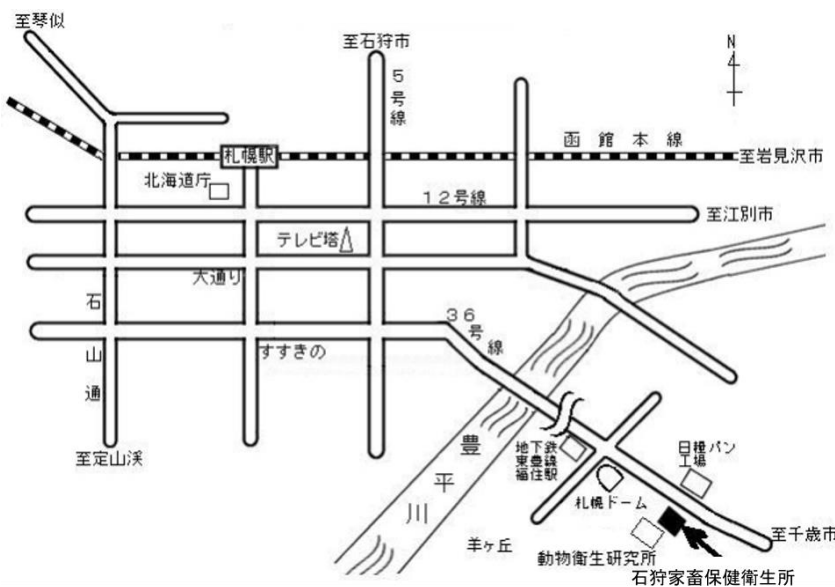 至琴似
至石狩市
N
5号線
函館本線
札幌駅
至岩見沢市
北海道庁
12号線
至江別市
テレビ塔
大通り
石山通
36号線
すすきの
至定山渓
豊平川
地下鉄
東豊線
福住駅
日糧パン
工場
札幌ドーム
羊ヶ丘
動物衛生研究所
至千歳市
石狩家畜保健衛生所